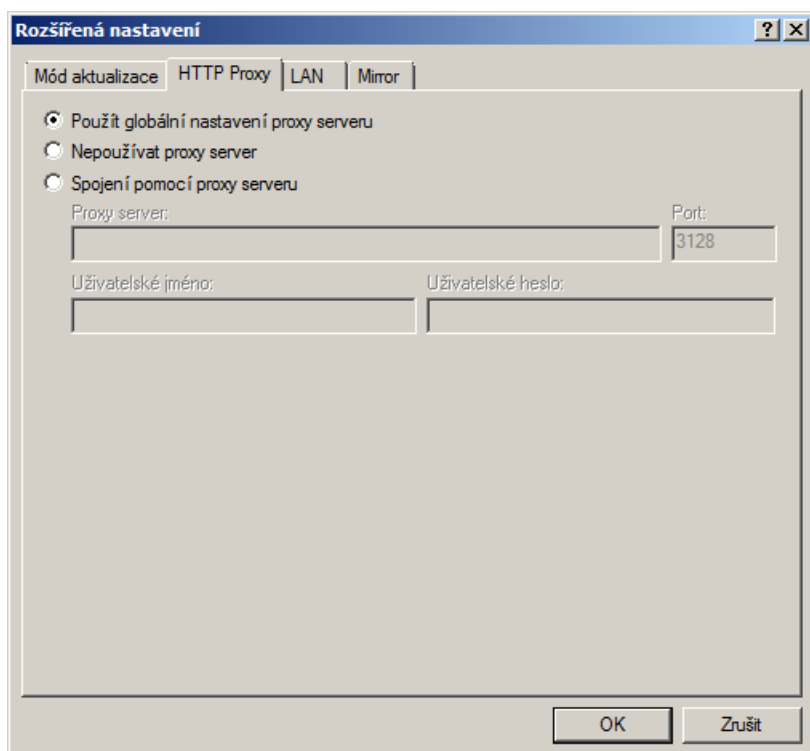 Rozšířená nastavení
Mód aktualizace HTTP Proxy LAN Mirror
Použít globální nastavení proxy serveru
Nepoužívat proxy server
Spojení pomocí proxy serveru
Proxy server: Port:
3128
Uživatelské jméno: Uživatelské heslo:
OK Zrušit